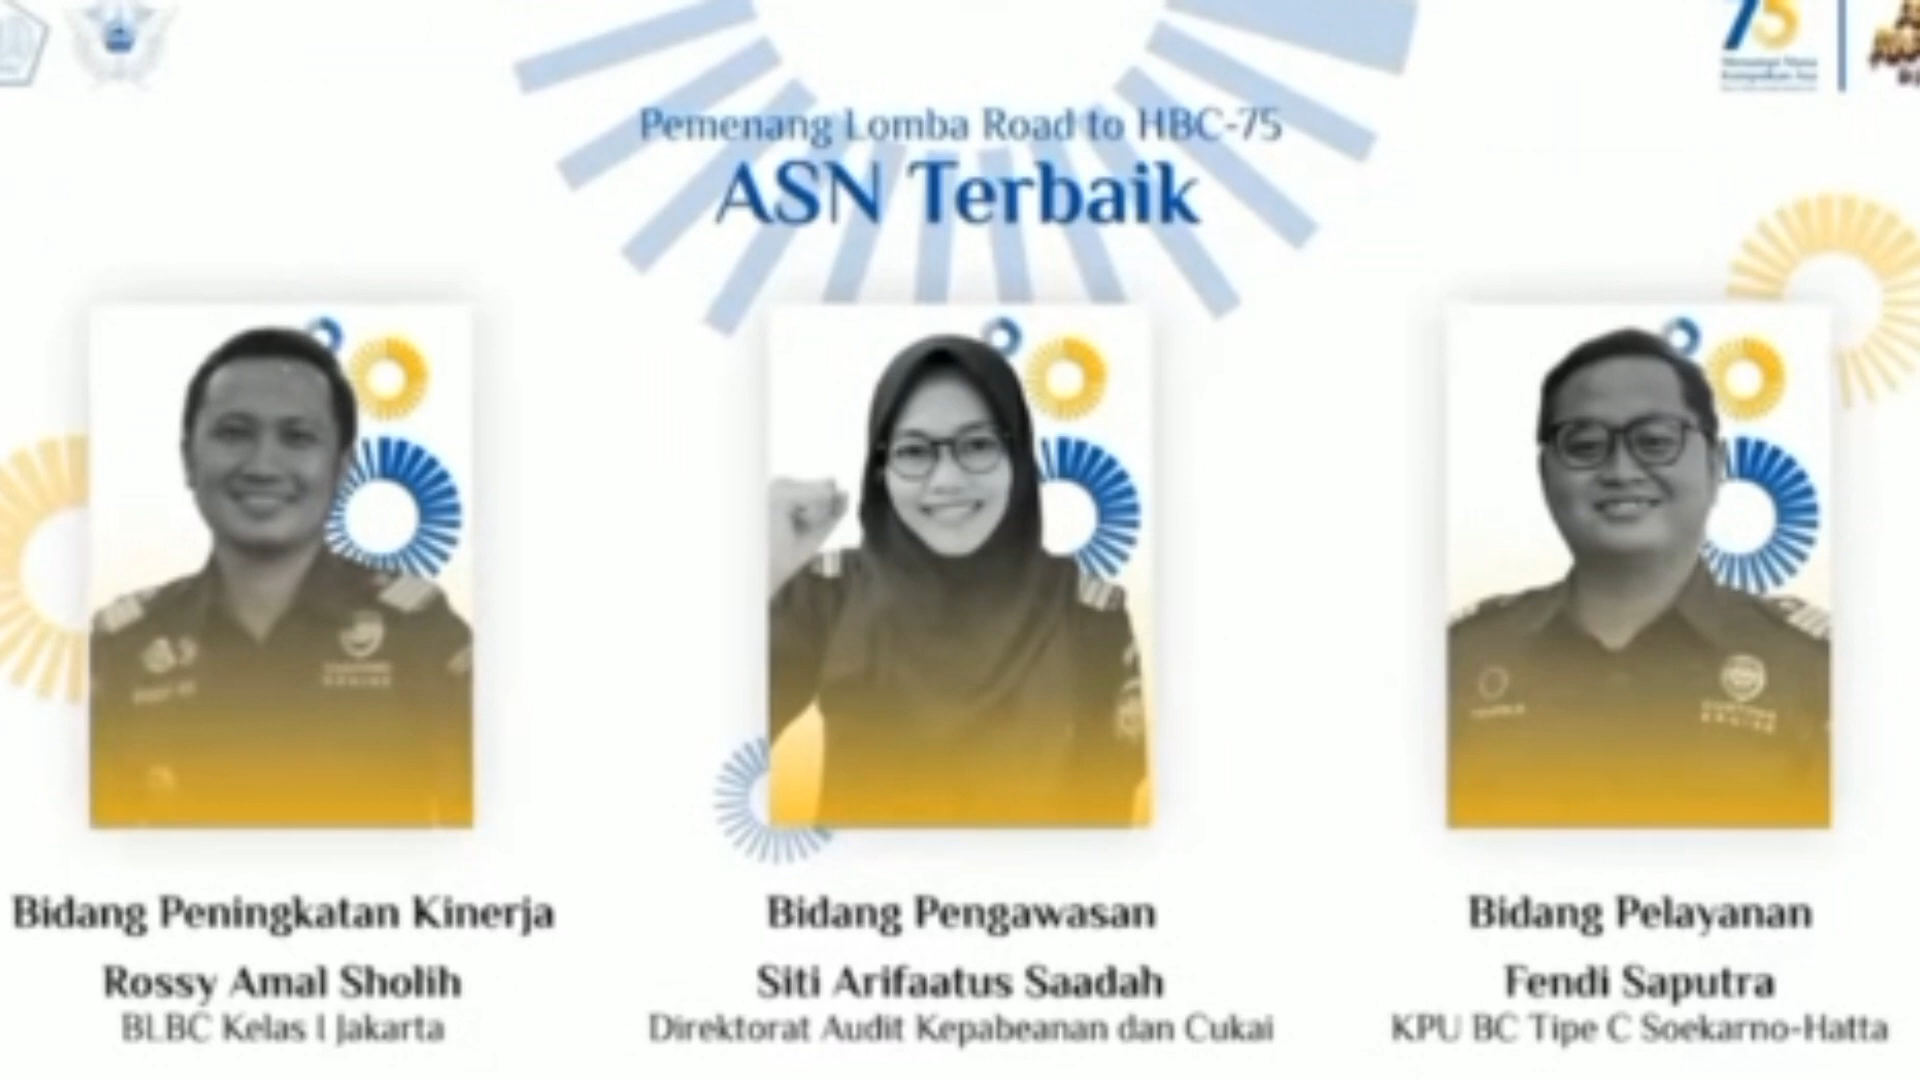 Pemenang Lomba Road to HBC-75
ASN Terbaik
75
Bidang Peningkatan Kinerja
Rossy Amal Sholih
BLBC Kelas I Jakarta
Bidang Pengawasan
Siti Arifaatus Saadah
Direktorat Audit Kepabeanan dan Cukai
Bidang Pelayanan
Fendi Saputra
KPU BC Tipe C Soekarno-Hatta